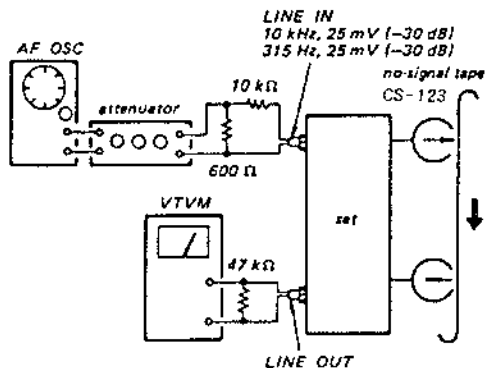 LINE IN
10 kHz, 25 mV (−30 dB)
315 Hz, 25 mV (−30 dB)
AF OSC
attenuator
10 kΩ
no-signal tape
CS-123
600 Ω
set
VTVM
47 kΩ
LINE OUT